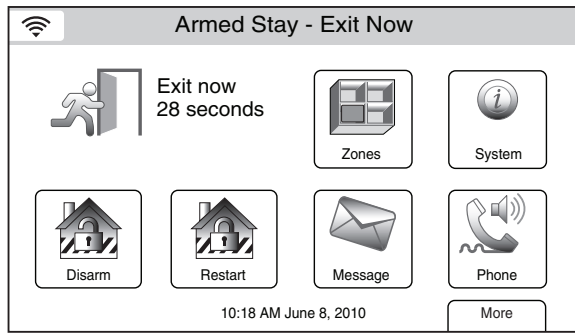 Armed Stay - Exit Now
Exit now
28 seconds
Zones
System
Disarm
Restart
Message
Phone
10:18 AM June 8, 2010
More